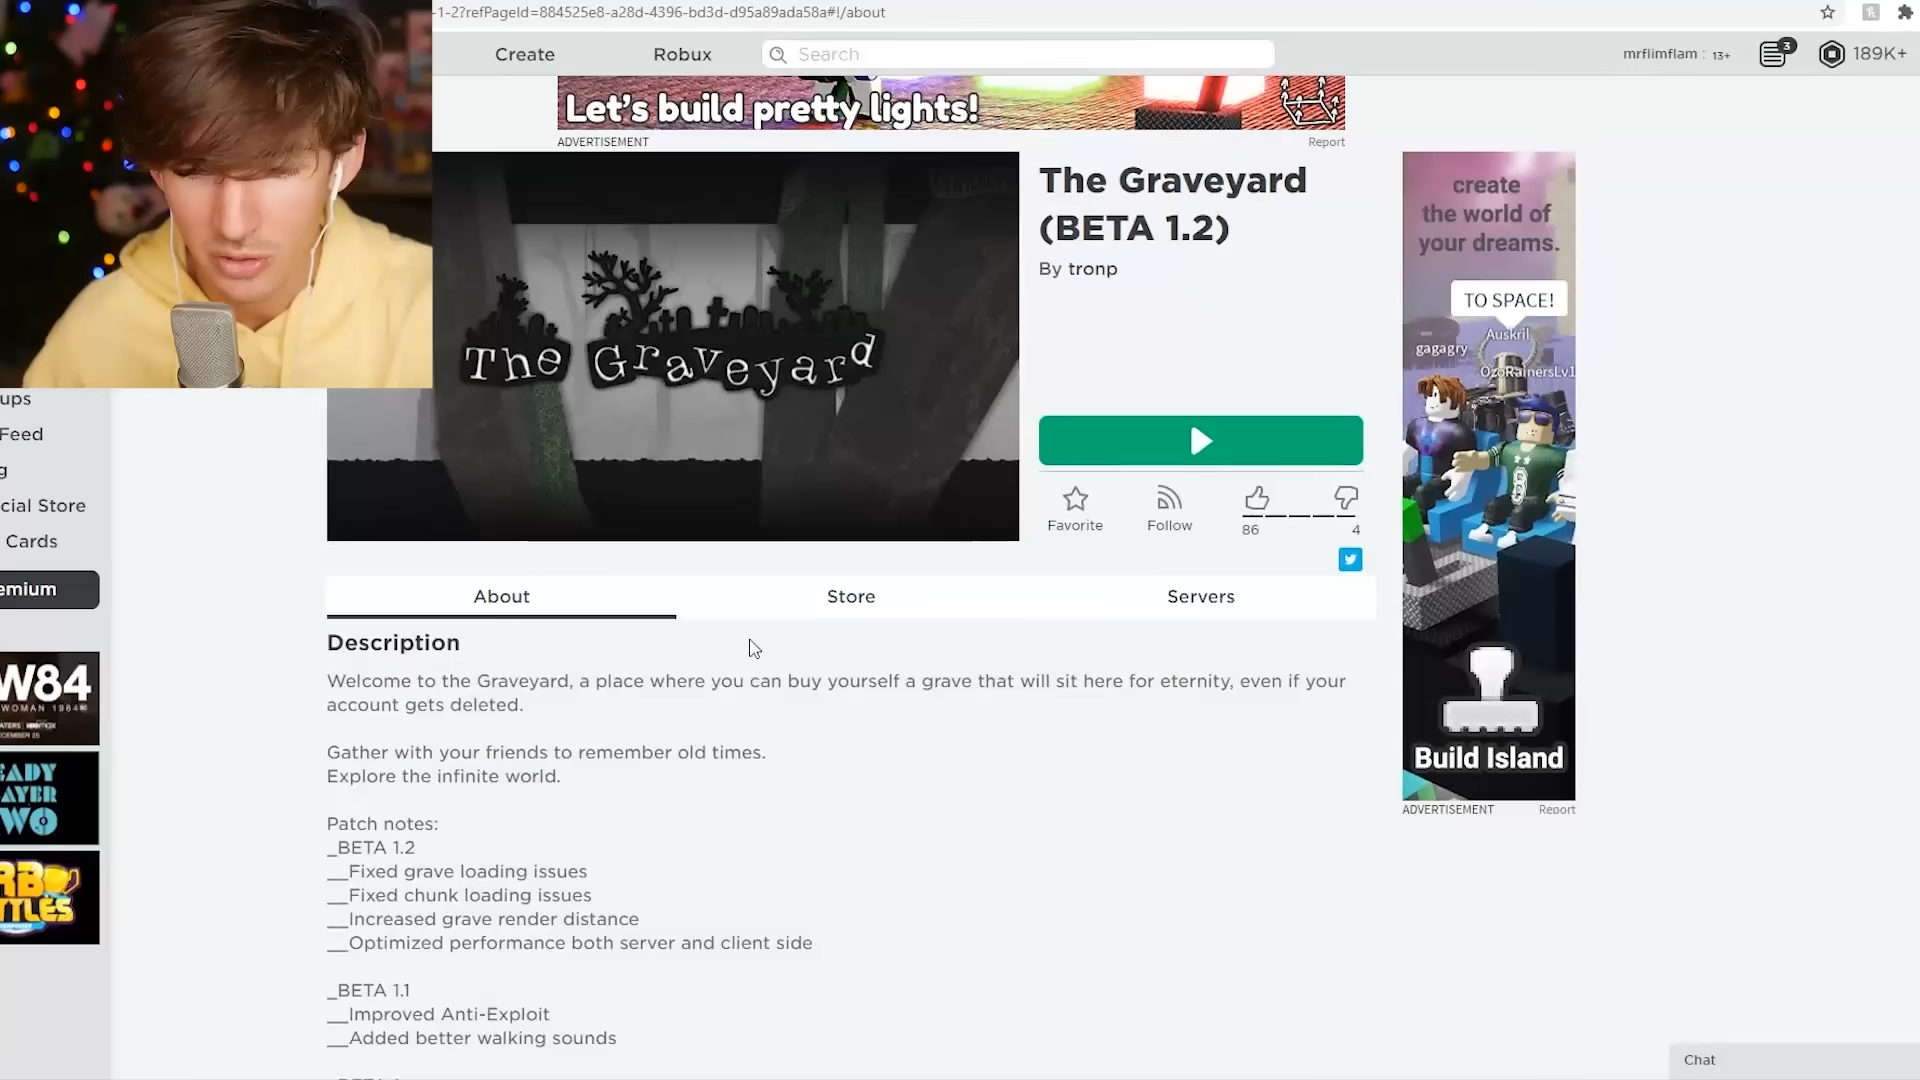 -1-2?refPageId=884525e8-a28d-4396-bd3d-d95a89ada58a#!/about
Create
Robux
Search
mrflimflam : 13+
3
189K+
Let's build pretty lights!
ADVERTISEMENT
Report
The Graveyard
The Graveyard
(BETA 1.2)
By tronp
Favorite
Follow
86
4
create
the world of
your dreams.
TO SPACE!
Auskril
gagagry
OzoRainersLv1
Build Island
ADVERTISEMENT
Report
ups
Feed
g
cial Store
Cards
emium
W84
WOMAN 1984
EADY
AYER
WO
RB
TTLES
About
Store
Servers
Description
Welcome to the Graveyard, a place where you can buy yourself a grave that will sit here for eternity, even if your
account gets deleted.
Gather with your friends to remember old times.
Explore the infinite world.
Patch notes:
_BETA 1.2
__Fixed grave loading issues
__Fixed chunk loading issues
__Increased grave render distance
__Optimized performance both server and client side
_BETA 1.1
__Improved Anti-Exploit
__Added better walking sounds
Chat